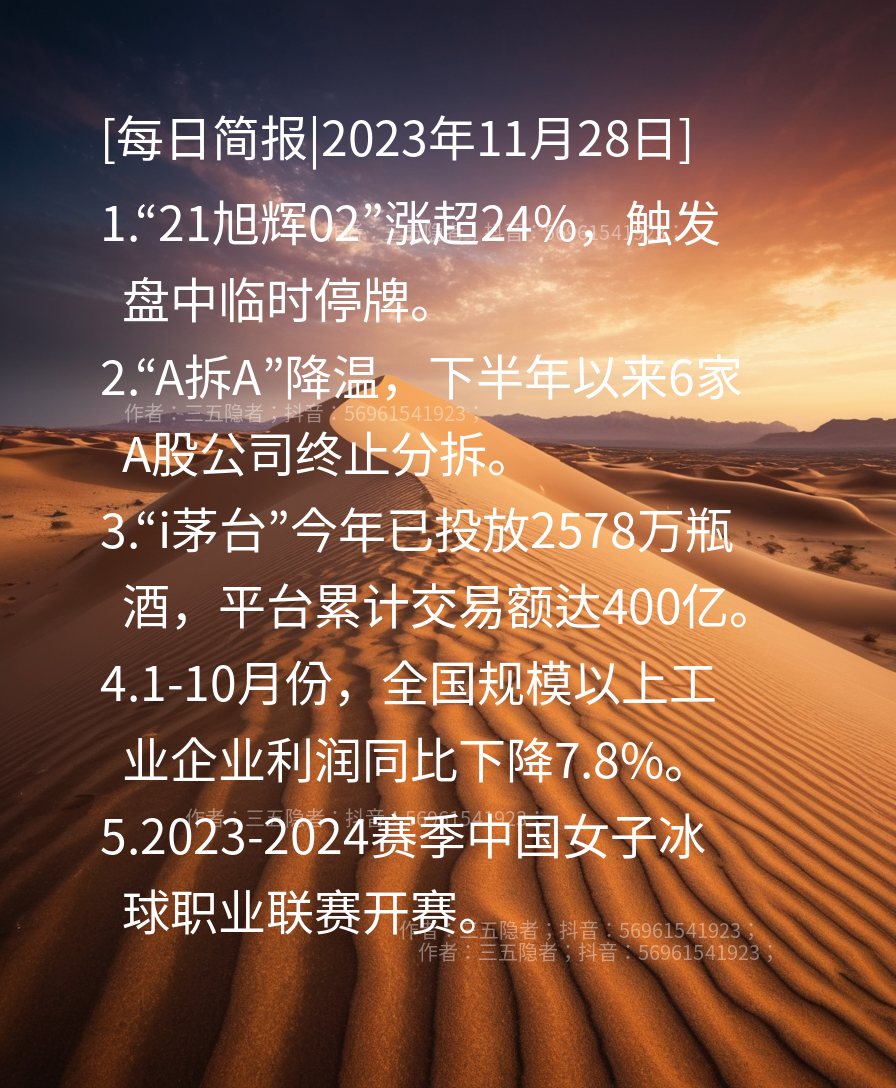 [每日简报|2023年11月28日]
1.“21旭辉02”涨超24%，触发
盘中临时停牌。
2.“A拆A”降温，下半年以来6家
作者：三五隐者；抖音：56961541923；
A股公司终止分拆。
3.“i茅台”今年已投放2578万瓶
酒，平台累计交易额达400亿。
4.1-10月份，全国规模以上工
业企业利润同比下降7.8%。
作者：三五隐者；抖音：56961541923；
5.2023-2024赛季中国女子冰
球职业联赛开赛。
作者：三五隐者；抖音：56961541923；
作者：三五隐者；抖音：56961541923；